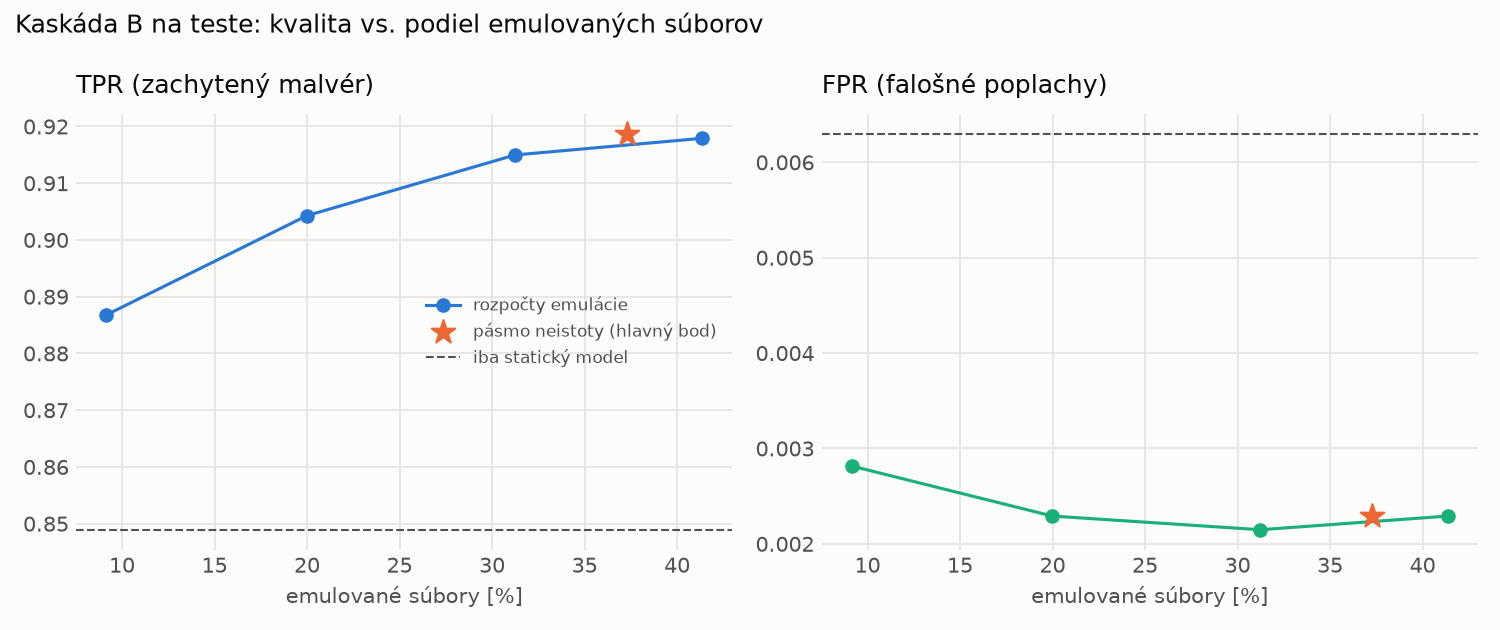 Kaskáda B na teste: kvalita vs. podiel emulovaných súborov
TPR (zachytený malvér)
0.92
0.91
0.90
0.89
0.88
0.87
0.86
0.85
rozpočty emulácie
pásmo neistoty (hlavný bod)
iba statický model
10 15 20 25 30 35 40
emulované súbory [%]
FPR (falošné poplachy)
0.006
0.005
0.004
0.003
0.002
10 15 20 25 30 35 40
emulované súbory [%]